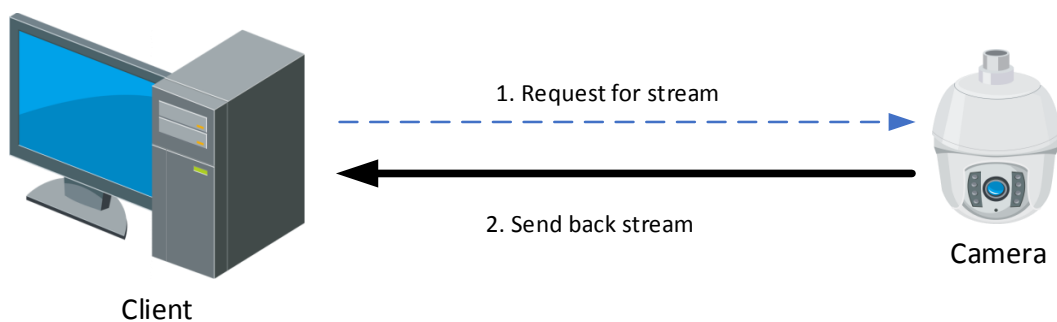 1. Request for stream
2. Send back stream
Camera
Client